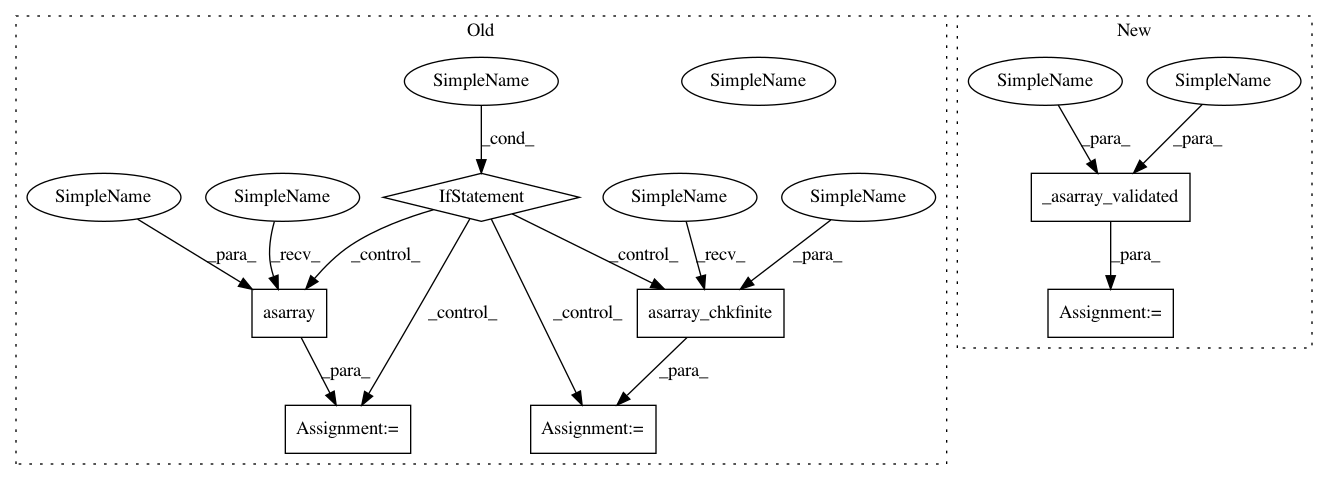 Old
New
SimpleName
SimpleName
SimpleName
SimpleName
_cond_
_para_
_para_
SimpleName
SimpleName
IfStatement
SimpleName
SimpleName
_asarray_validated
_para_
_recv_
_control_
_control_
_recv_
_para_
_para_
asarray
_control_
_control_
asarray_chkfinite
Assignment:=
_para_
_para_
Assignment:=
Assignment:=